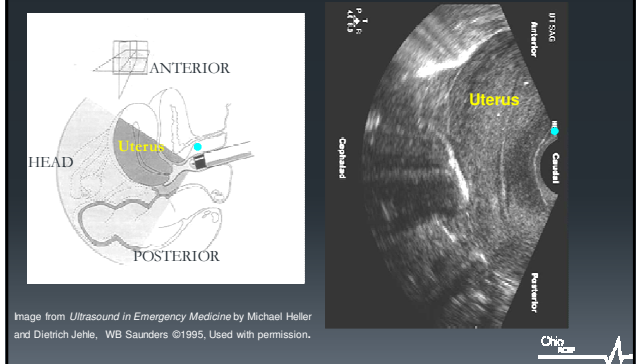 ANTERIOR
Uterus
HEAD
POSTERIOR
UT SAG
Anterior
Uterus
Caudal
Cephalad
Posterior
Image from Ultrasound in Emergency Medicine by Michael Heller
and Dietrich Jehle, WB Saunders ©1995, Used with permission.
Ohio